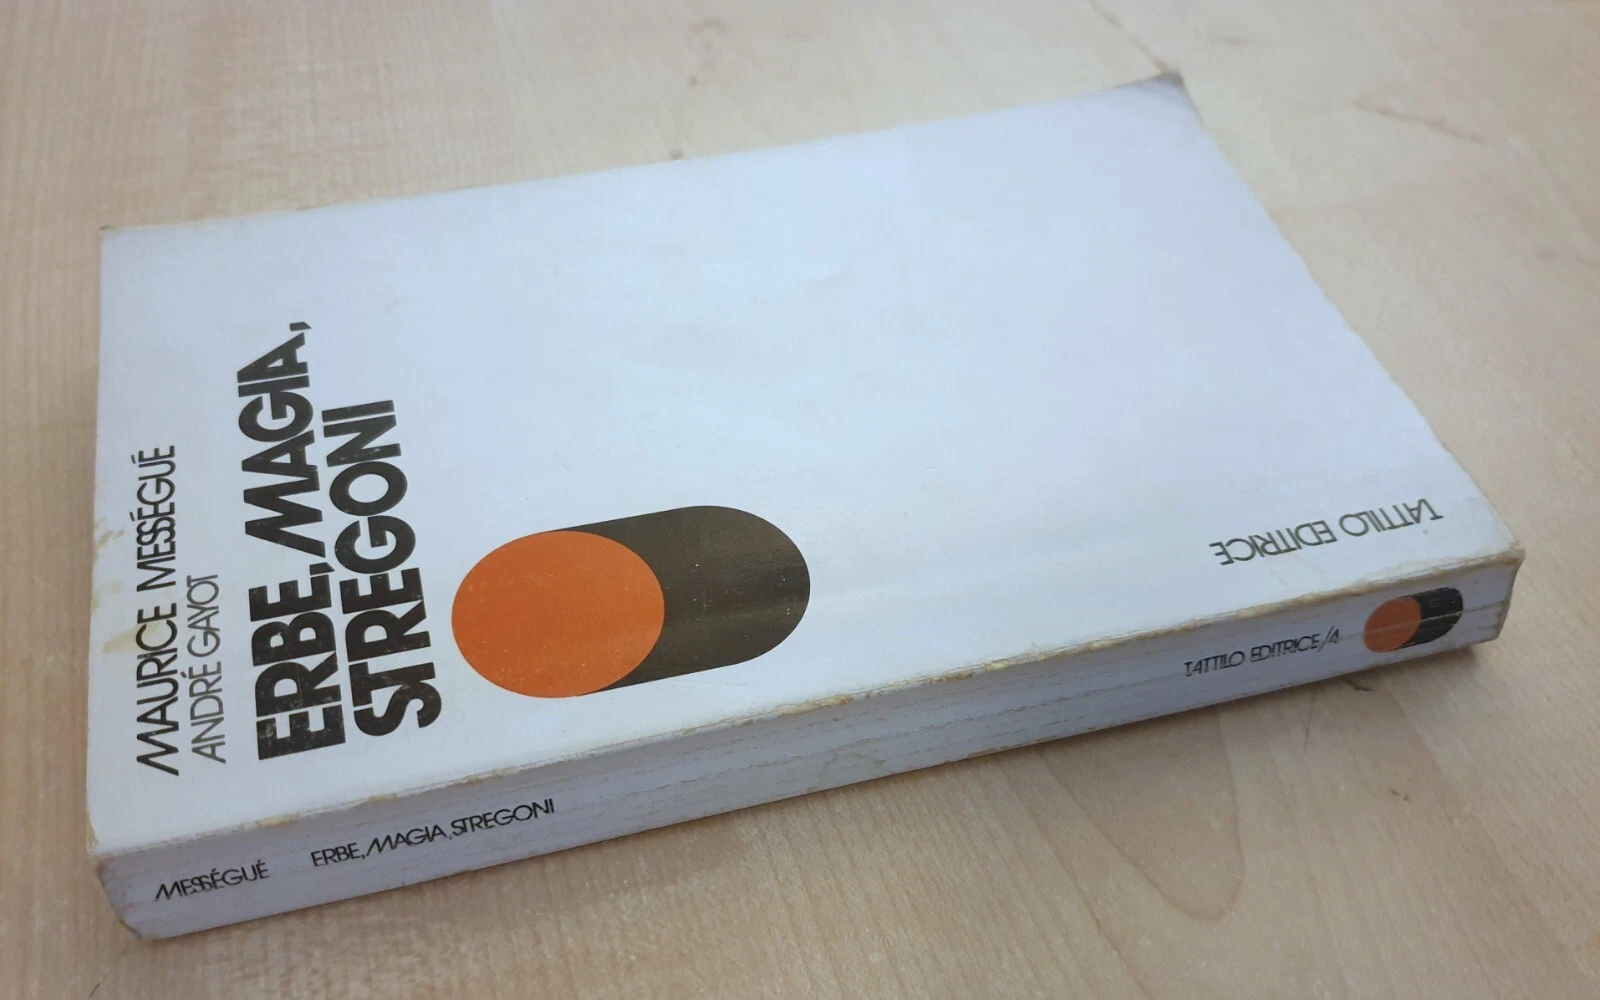 MAURICE MESSÉGUÉ
ANDRÉ GAYOT
ERBE, MAGIA,
STREGONI
TATTILO EDITRICE
MESSÉGUÉ ERBE, MAGIA, STREGONI TATTILO EDITRICE/4